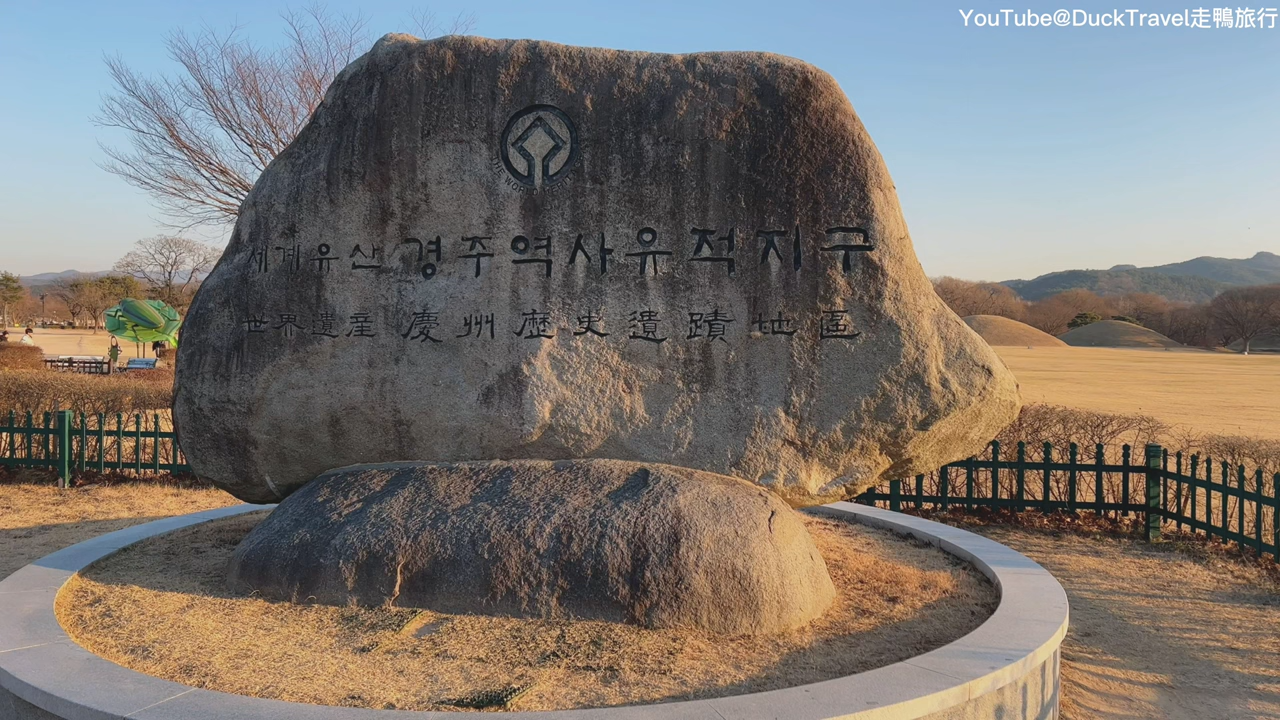 YouTube@DuckTravel走鴨旅行
세계유산 경주역사유적지구
世界遺産 慶州歷史遺蹟地區